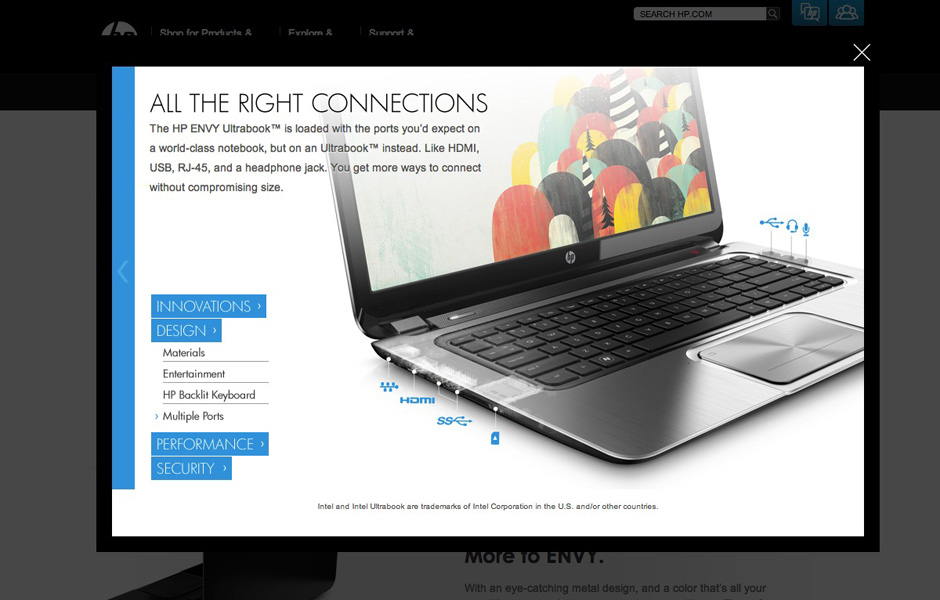 SEARCH HP.COM
Shop for Products &
Explore &
Support &
ALL THE RIGHT CONNECTIONS
The HP ENVY Ultrabook™ is loaded with the ports you'd expect on
a world-class notebook, but on an Ultrabook™ instead. Like HDMI,
USB, RJ-45, and a headphone jack. You get more ways to connect
without compromising size.
hp
INNOVATIONS ›
DESIGN ›
Materials
Entertainment
HP Backlit Keyboard
› Multiple Ports
PERFORMANCE ›
SECURITY ›
HDMI
SS
Intel and Intel Ultrabook are trademarks of Intel Corporation in the U.S. and/or other countries.
More to ENVY.
With an eye-catching metal design, and a color that's all your